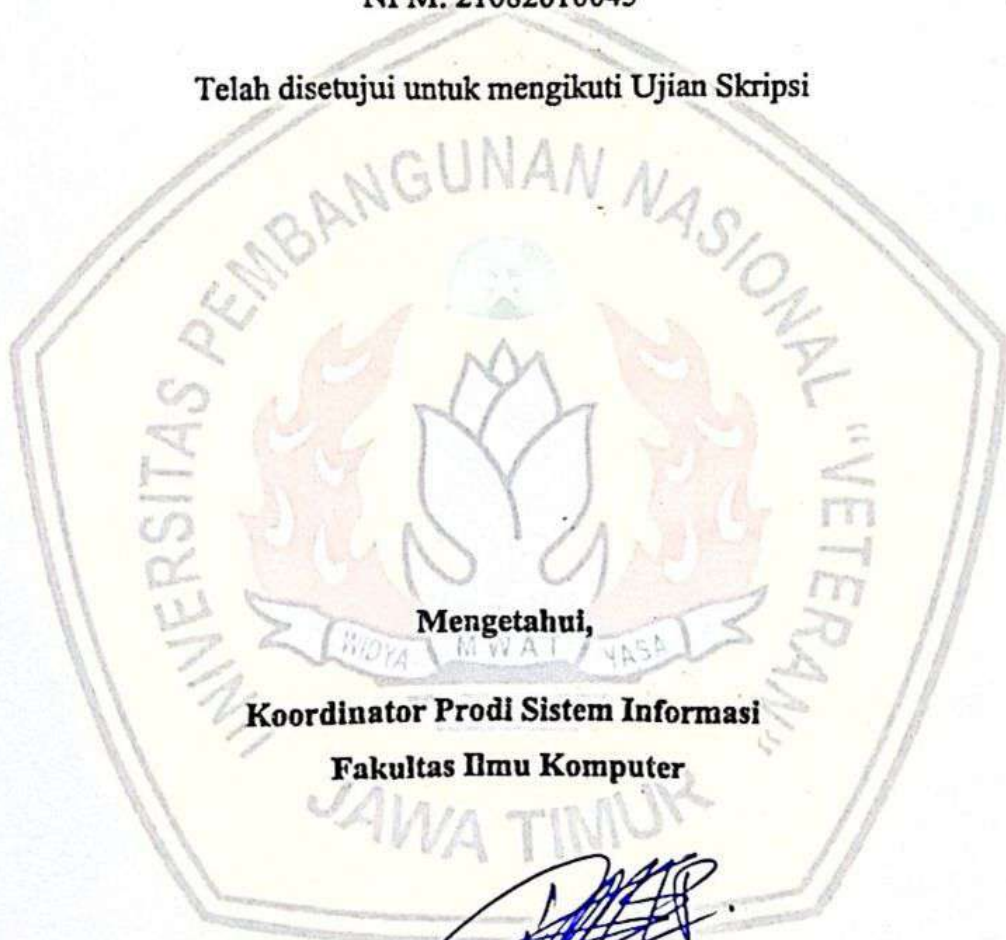 Telah disetujui untuk mengikuti Ujian Skripsi
UNIVERSITAS PEMBANGUNAN NASIONAL "VETERAN"
WIDYA MWAT YASA
Mengetahui,
Koordinator Prodi Sistem Informasi
Fakultas Ilmu Komputer
JAWA TIMUR